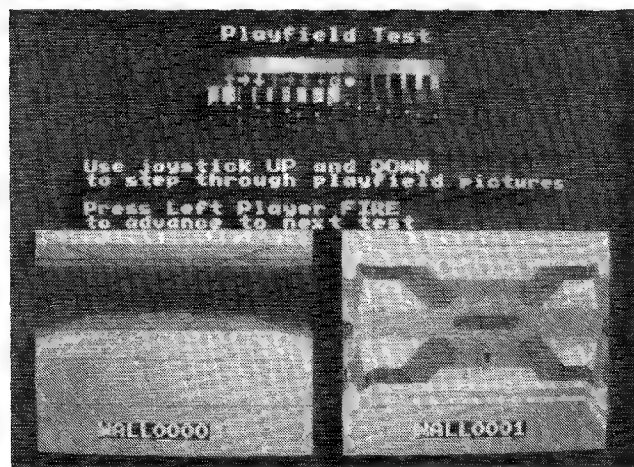 Playfield Test
Use joystick UP and DOWN
to step through playfield pictures
Press Left Player FIRE
to advance to next test
WALL0000
WALL0001